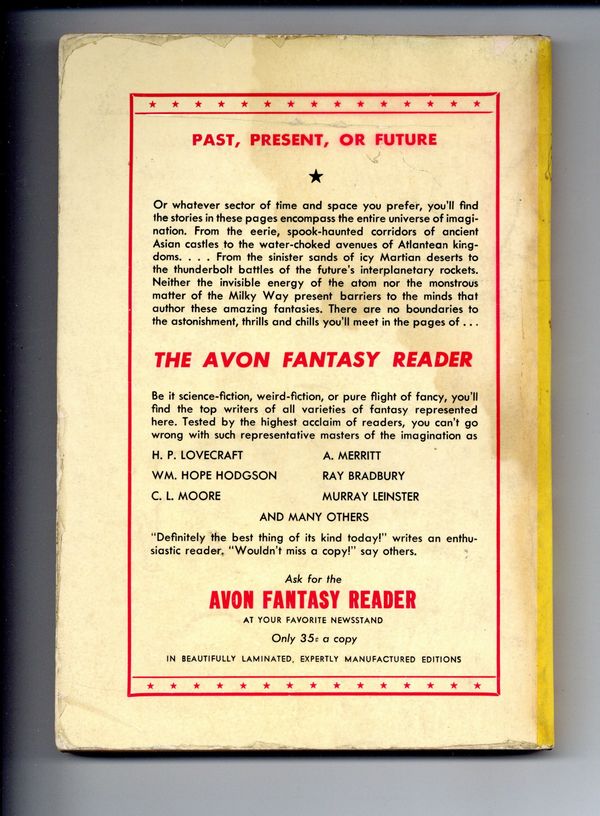 PAST, PRESENT, OR FUTURE
Or whatever sector of time and space you prefer, you'll find
the stories in these pages encompass the entire universe of imagi-
nation. From the eerie, spook-haunted corridors of ancient
Asian castles to the water-choked avenues of Atlantean king-
doms. . . . From the sinister sands of icy Martian deserts to
the thunderbolt battles of the future's interplanetary rockets.
Neither the invisible energy of the atom nor the monstrous
matter of the Milky Way present barriers to the minds that
author these amazing fantasies. There are no boundaries to
the astonishment, thrills and chills you'll meet in the pages of . . .
THE AVON FANTASY READER
Be it science-fiction, weird-fiction, or pure flight of fancy, you'll
find the top writers of all varieties of fantasy represented
here. Tested by the highest acclaim of readers, you can't go
wrong with such representative masters of the imagination as
H. P. LOVECRAFT A. MERRITT
WM. HOPE HODGSON RAY BRADBURY
C. L. MOORE MURRAY LEINSTER
AND MANY OTHERS
"Definitely the best thing of its kind today!" writes an enthu-
siastic reader. "Wouldn't miss a copy!" say others.
Ask for the
AVON FANTASY READER
AT YOUR FAVORITE NEWSSTAND
Only 35¢ a copy
IN BEAUTIFULLY LAMINATED, EXPERTLY MANUFACTURED EDITIONS